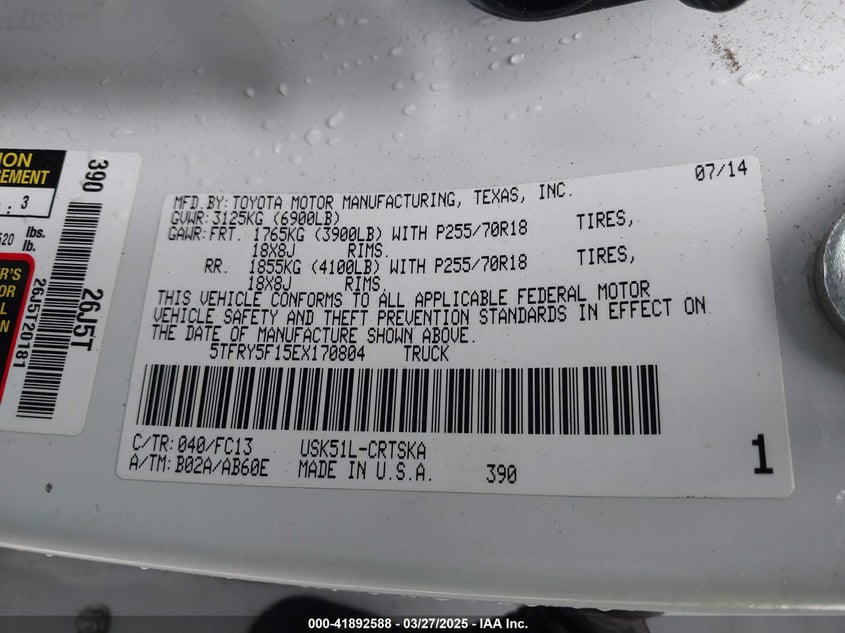 07/14
MFD.BY: TOYOTA MOTOR MANUFACTURING, TEXAS, INC.
GVWR: 3125KG (6900LB)
GAWR: FRT. 1765KG (3900LB) WITH P255/70R18 TIRES,
18X8J RIMS.
RR. 1855KG (4100LB) WITH P255/70R18 TIRES,
18X8J RIMS.
THIS VEHICLE CONFORMS TO ALL APPLICABLE FEDERAL MOTOR
VEHICLE SAFETY AND THEFT PREVENTION STANDARDS IN EFFECT ON
THE DATE OF MANUFACTURE SHOWN ABOVE.
5TFRY5F15EX170804 TRUCK
C/TR: 040/FC13 USK51L-CRTSKA
A/TM: B02A/AB60E MADE IN U.S.A. 390
1
390
26J5T
26J5T20181
lbs.
lb.
000-41892588 - 03/27/2025 - IAA Inc.